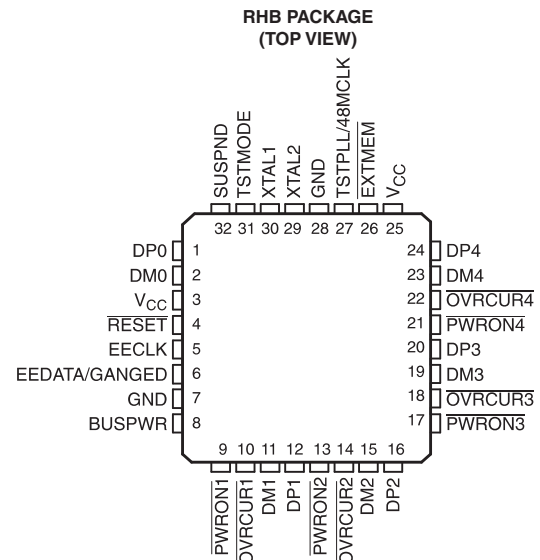 RHB PACKAGE
(TOP VIEW)
SUSPND
TSTMODE
XTAL1
XTAL2
GND
TSTPLL/48MCLK
EXTMEM
VCC
32 31 30 29 28 27 26 25
DP0 1
DM0 2
VCC 3
RESET 4
EECLK 5
EEDATA/GANGED 6
GND 7
BUSPWR 8
24 DP4
23 DM4
22 OVRCUR4
21 PWRON4
20 DP3
19 DM3
18 OVRCUR3
17 PWRON3
9 10 11 12 13 14 15 16
PWRON1
OVRCUR1
DM1
DP1
PWRON2
OVRCUR2
DM2
DP2